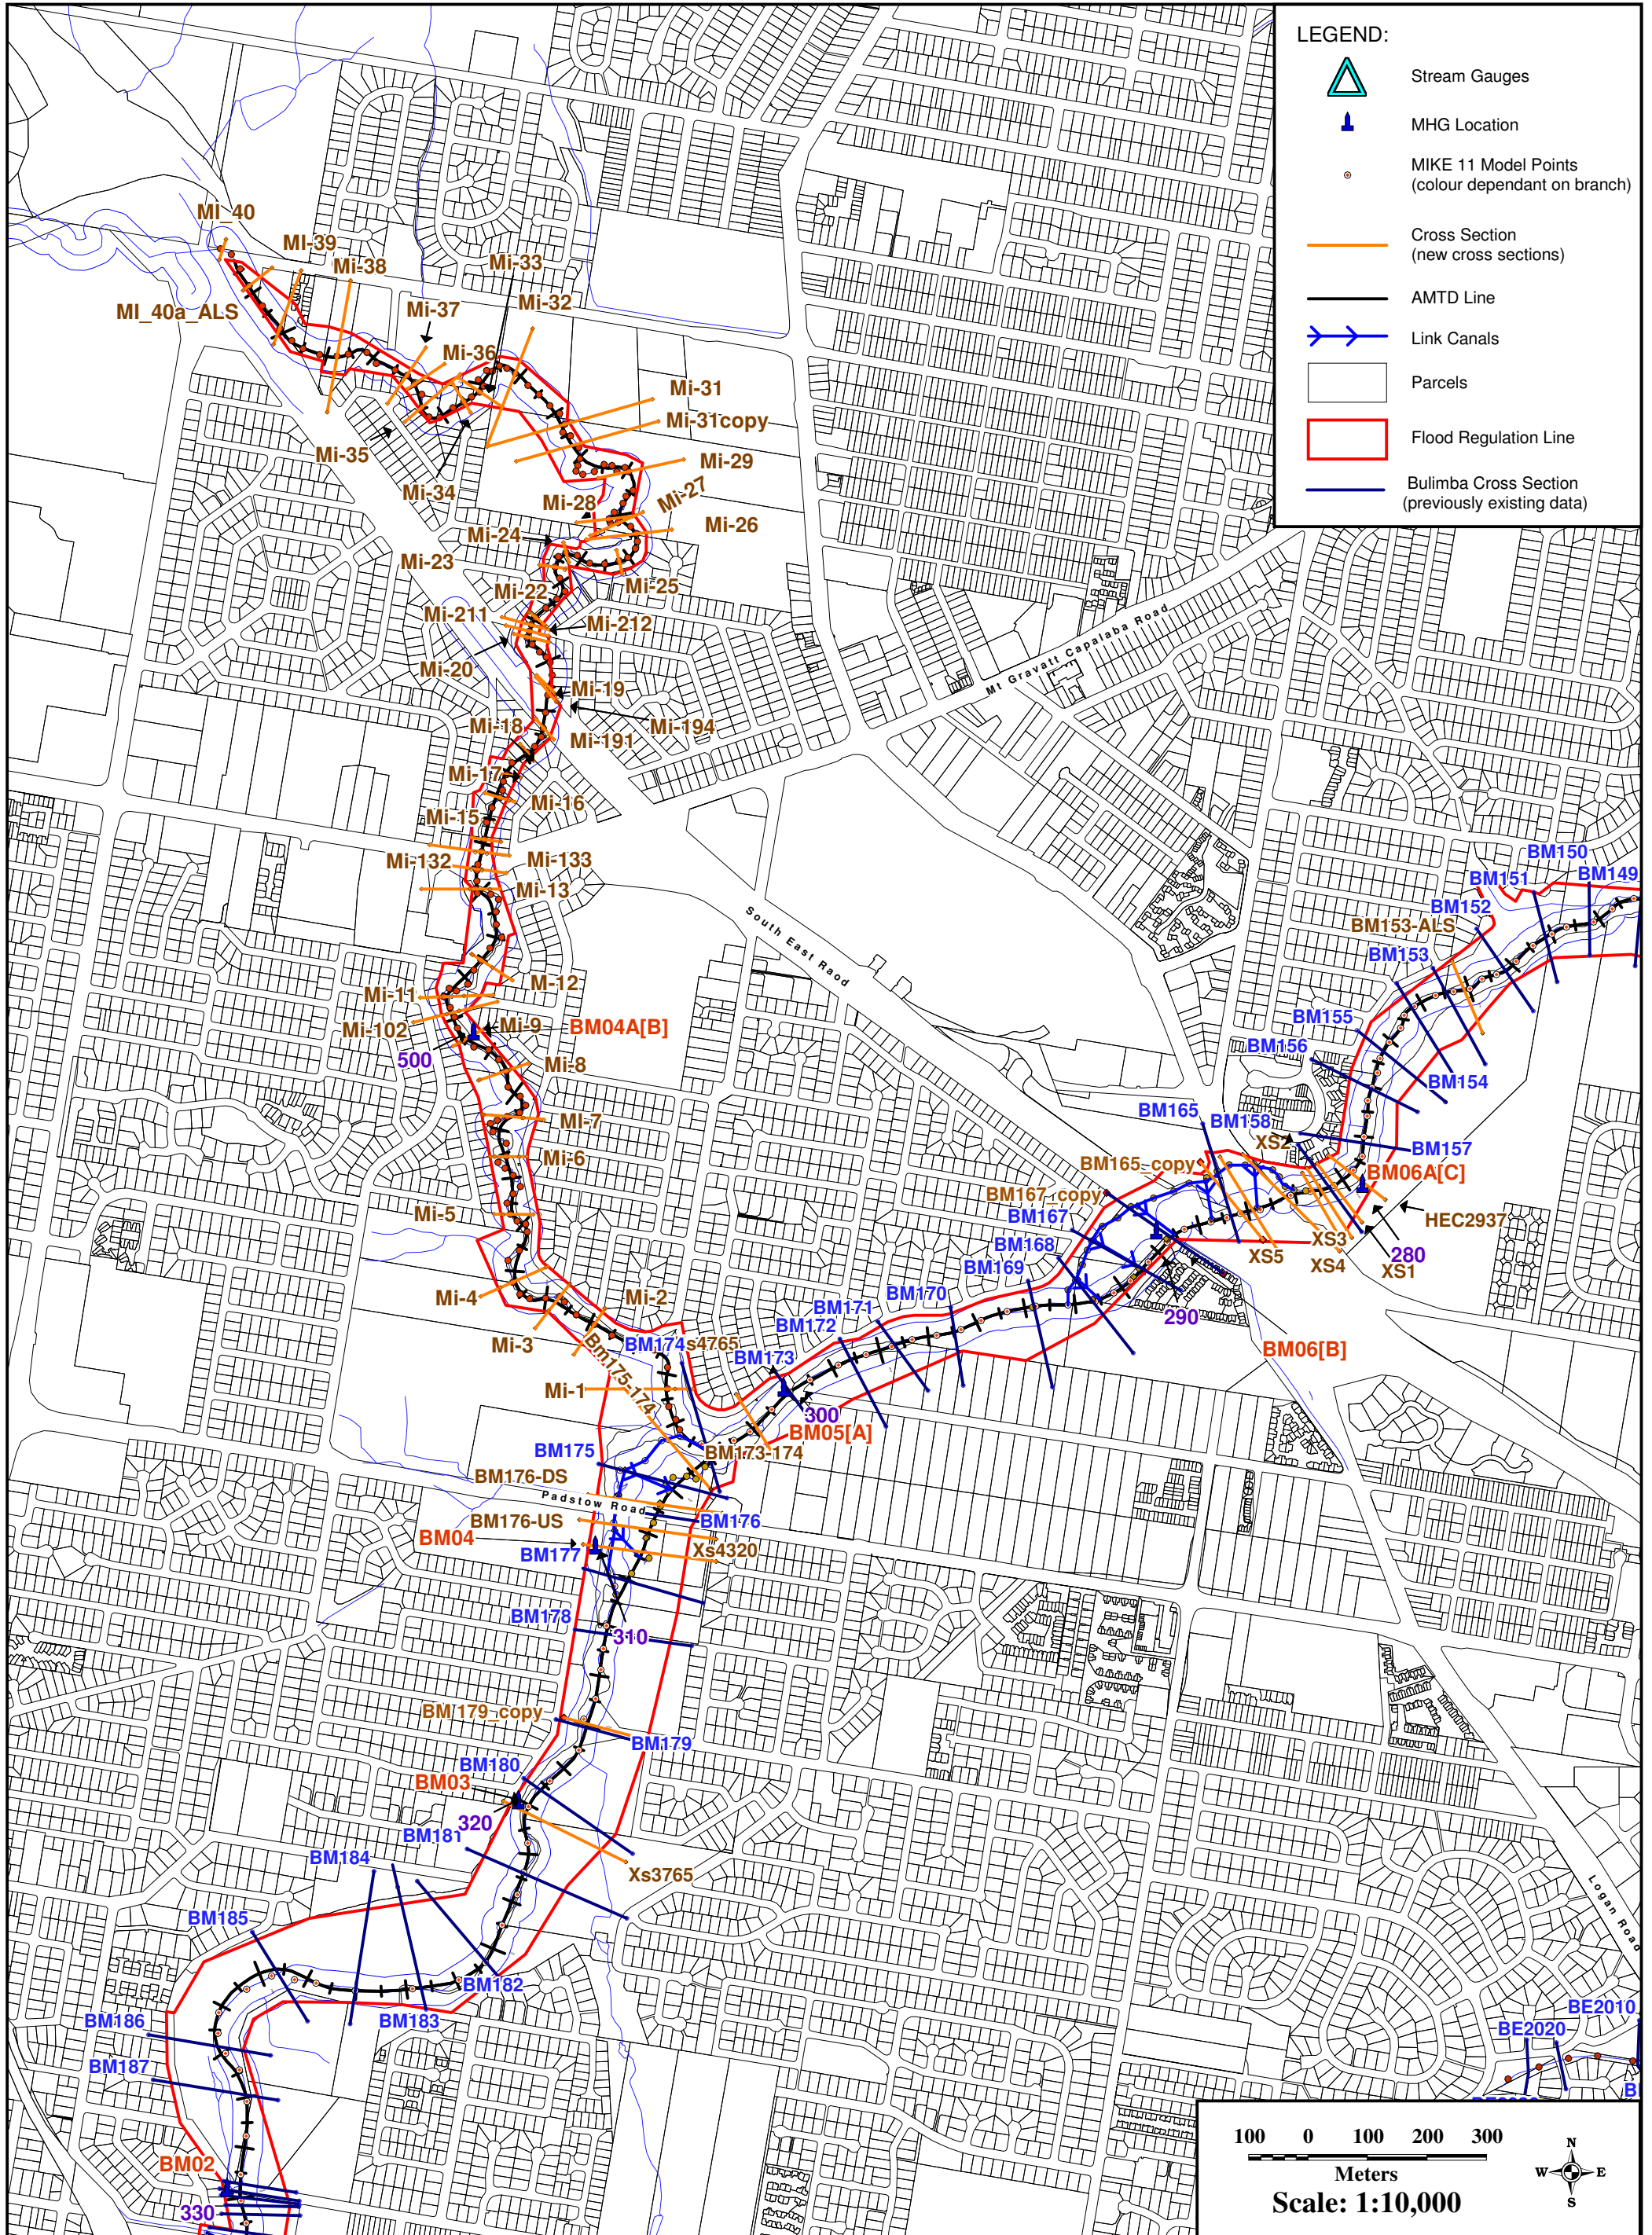 LEGEND:
Stream Gauges
MHG Location
MIKE 11 Model Points
(colour dependant on branch)
Cross Section
(new cross sections)
AMTD Line
Link Canals
Parcels
Flood Regulation Line
Bulimba Cross Section
(previously existing data)
MI_40
MI-39
Mi-38
Mi-33
Mi-32
MI_40a_ALS
Mi-37
Mi-36
Mi-31
Mi-31copy
Mi-35
Mi-29
Mi-34
Mi-28
Mi-27
Mi-26
Mi-24
Mi-23
Mi-25
Mi-22
Mi-211
Mi-212
Mt Gravatt Capalaba Road
Mi-20
Mi-19
Mi-194
Mi-18
Mi-191
Mi-17
Mi-16
Mi-15
Mi-132
Mi-133
Mi-13
BM150
BM149
BM151
BM152
BM153-ALS
South East Raod
BM153
M-12
Mi-11
Mi-102
Mi-9
BM04A[B]
500
BM155
BM156
Mi-8
BM154
MI-7
BM165
BM158
XS2
BM157
Mi-6
BM165_copy
BM06A[C]
BM167_copy
Mi-5
BM167
HEC2937
BM168
XS3
280
XS5
XS4
XS1
BM169
Mi-4
Mi-2
BM170
BM171
290
BM172
Mi-3
BM06[B]
BM174
s4765
BM173
Bm175-174
Mi-1
300
BM05[A]
BM175
BM173-174
BM176-DS
Padstow Road
BM176-US
BM176
BM04
BM177
Xs4320
BM178
310
BM179_copy
BM179
BM180
BM03
320
BM181
BM184
Xs3765
BM185
Logan Road
BM182
BM183
BM186
BM187
BE2010
BE2020
BM02
330
100 0 100 200 300
Meters
Scale: 1:10,000
N
W E
S